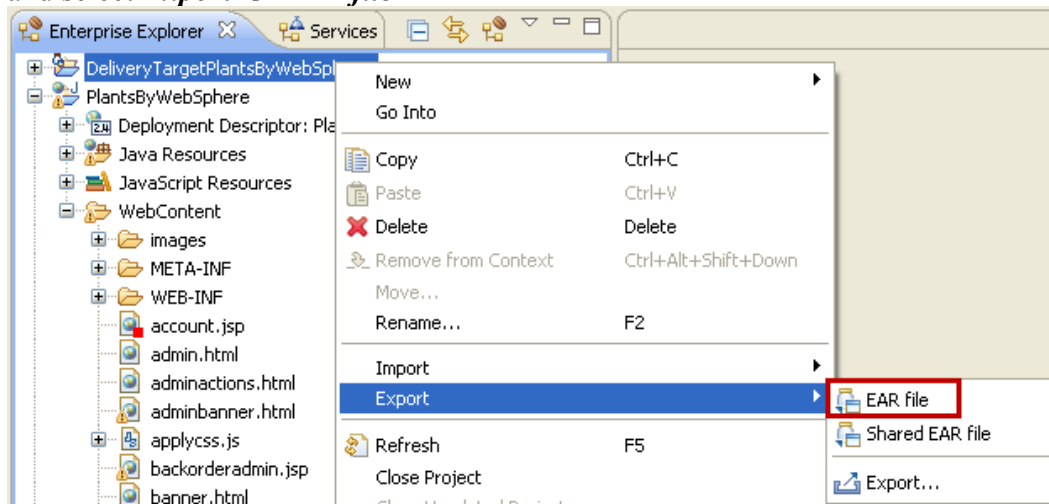 Enterprise Explorer Services
DeliveryTargetPlantsByWebSpl
PlantsByWebSphere
2.4 Deployment Descriptor: Pla
Java Resources
JavaScript Resources
WebContent
images
META-INF
WEB-INF
account.jsp
admin.html
adminactions.html
adminbanner.html
applycss.js
backorderadmin.jsp
banner.html
New
Go Into
Copy Ctrl+C
Paste Ctrl+V
Delete Delete
Remove from Context Ctrl+Alt+Shift+Down
Move...
Rename... F2
Import
Export
Refresh F5
Close Project
EAR file
Shared EAR file
Export...